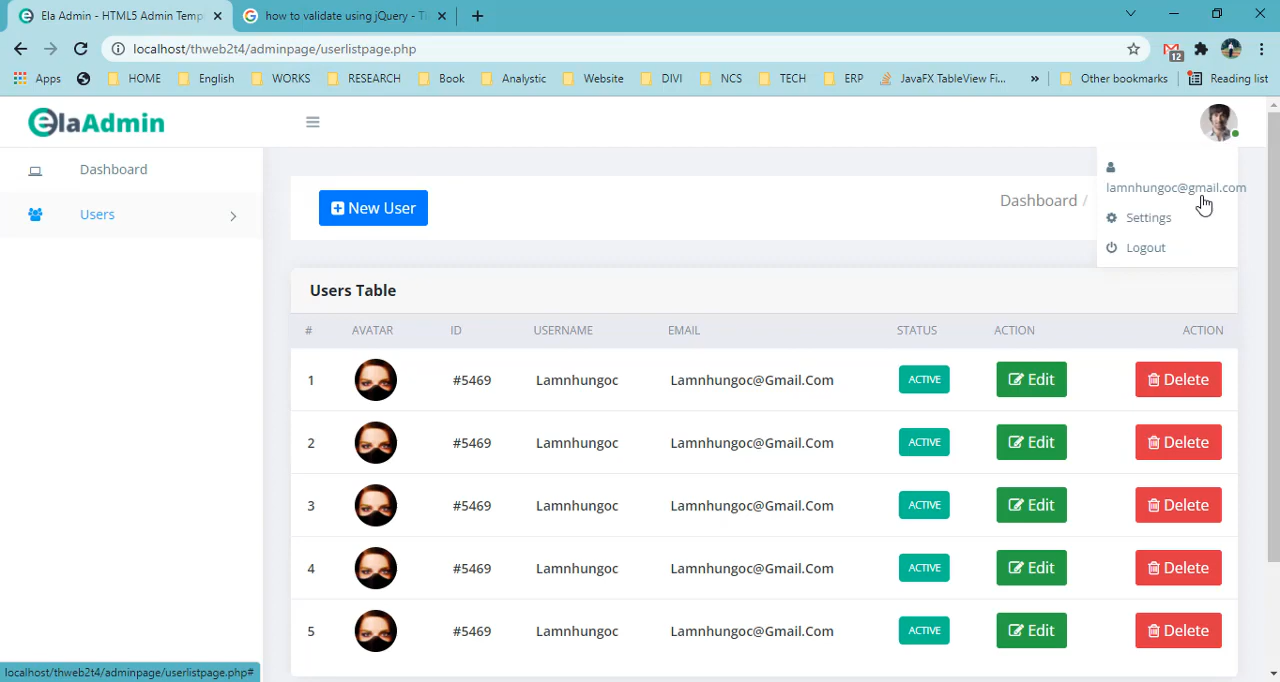 Ela Admin - HTML5 Admin Temp
how to validate using jQuery - Tì
localhost/thweb2t4/adminpage/userlistpage.php
12
Apps HOME English WORKS RESEARCH Book Analystic Website DIVI NCS TECH ERP JavaFX TableView Fi... » Other bookmarks Reading list
elaAdmin
Dashboard
Users
New User
Dashboard /
lamnhungoc@gmail.com
Settings
Logout
Users Table
# AVATAR ID USERNAME EMAIL STATUS ACTION ACTION
1 #5469 Lamnhungoc Lamnhungoc@Gmail.Com ACTIVE Edit Delete
2 #5469 Lamnhungoc Lamnhungoc@Gmail.Com ACTIVE Edit Delete
3 #5469 Lamnhungoc Lamnhungoc@Gmail.Com ACTIVE Edit Delete
4 #5469 Lamnhungoc Lamnhungoc@Gmail.Com ACTIVE Edit Delete
5 #5469 Lamnhungoc Lamnhungoc@Gmail.Com ACTIVE Edit Delete
localhost/thweb2t4/adminpage/userlistpage.php#